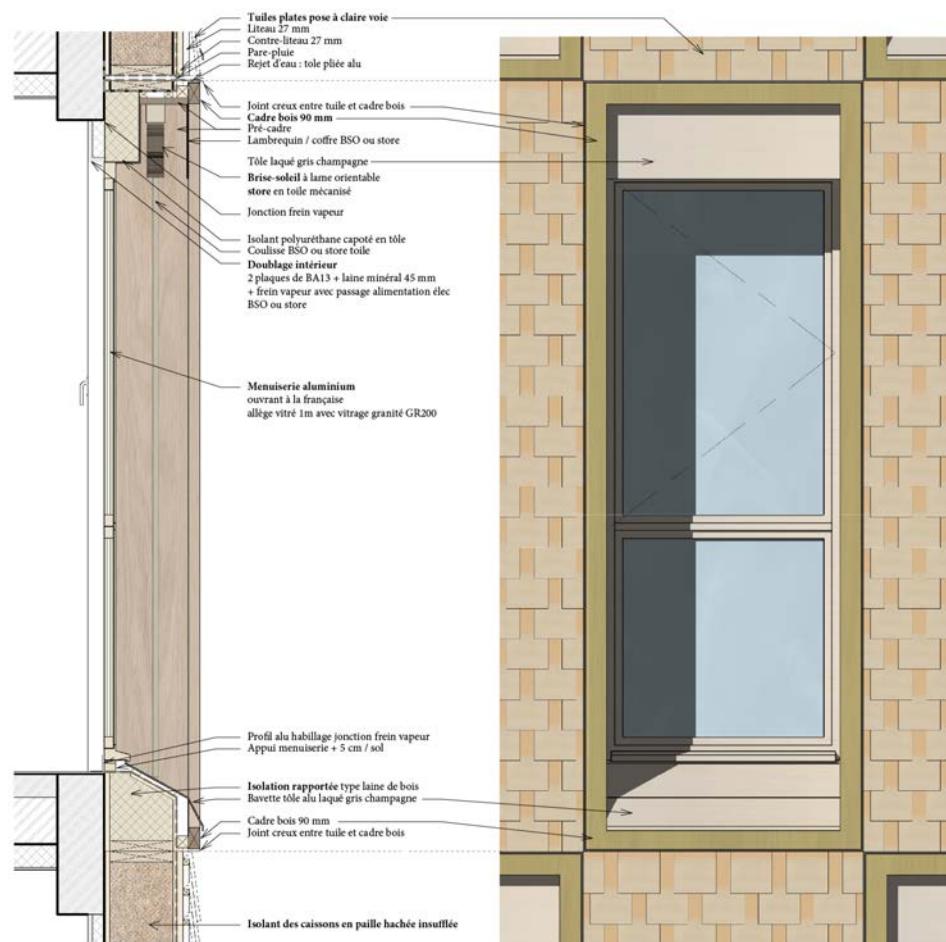 Tuiles plates pose à claire voie
Liteau 27 mm
Contre-liteau 27 mm
Pare-pluie
Rejet d'eau : tole pliée alu
Joint creux entre tuile et cadre bois
Cadre bois 90 mm
Pré-cadre
Lambrequin / coffre BSO ou store
Tôle laqué gris champagne
Brise-soleil à lame orientable
store en toile mécanisé
Jonction frein vapeur
Isolant polyuréthane capoté en tôle
Coulisse BSO ou store toile
Doublage intérieur
2 plaques de BA13 + laine minéral 45 mm
+ frein vapeur avec passage alimentation élec
BSO ou store
Menuiserie aluminium
ouvrant à la française
allège vitré 1m avec vitrage granité GR200
Profil alu habillage jonction frein vapeur
Appui menuiserie + 5 cm / sol
Isolation rapportée type laine de bois
Bavette tôle alu laqué gris champagne
Cadre bois 90 mm
Joint creux entre tuile et cadre bois
Isolant des caissons en paille hachée insufflée